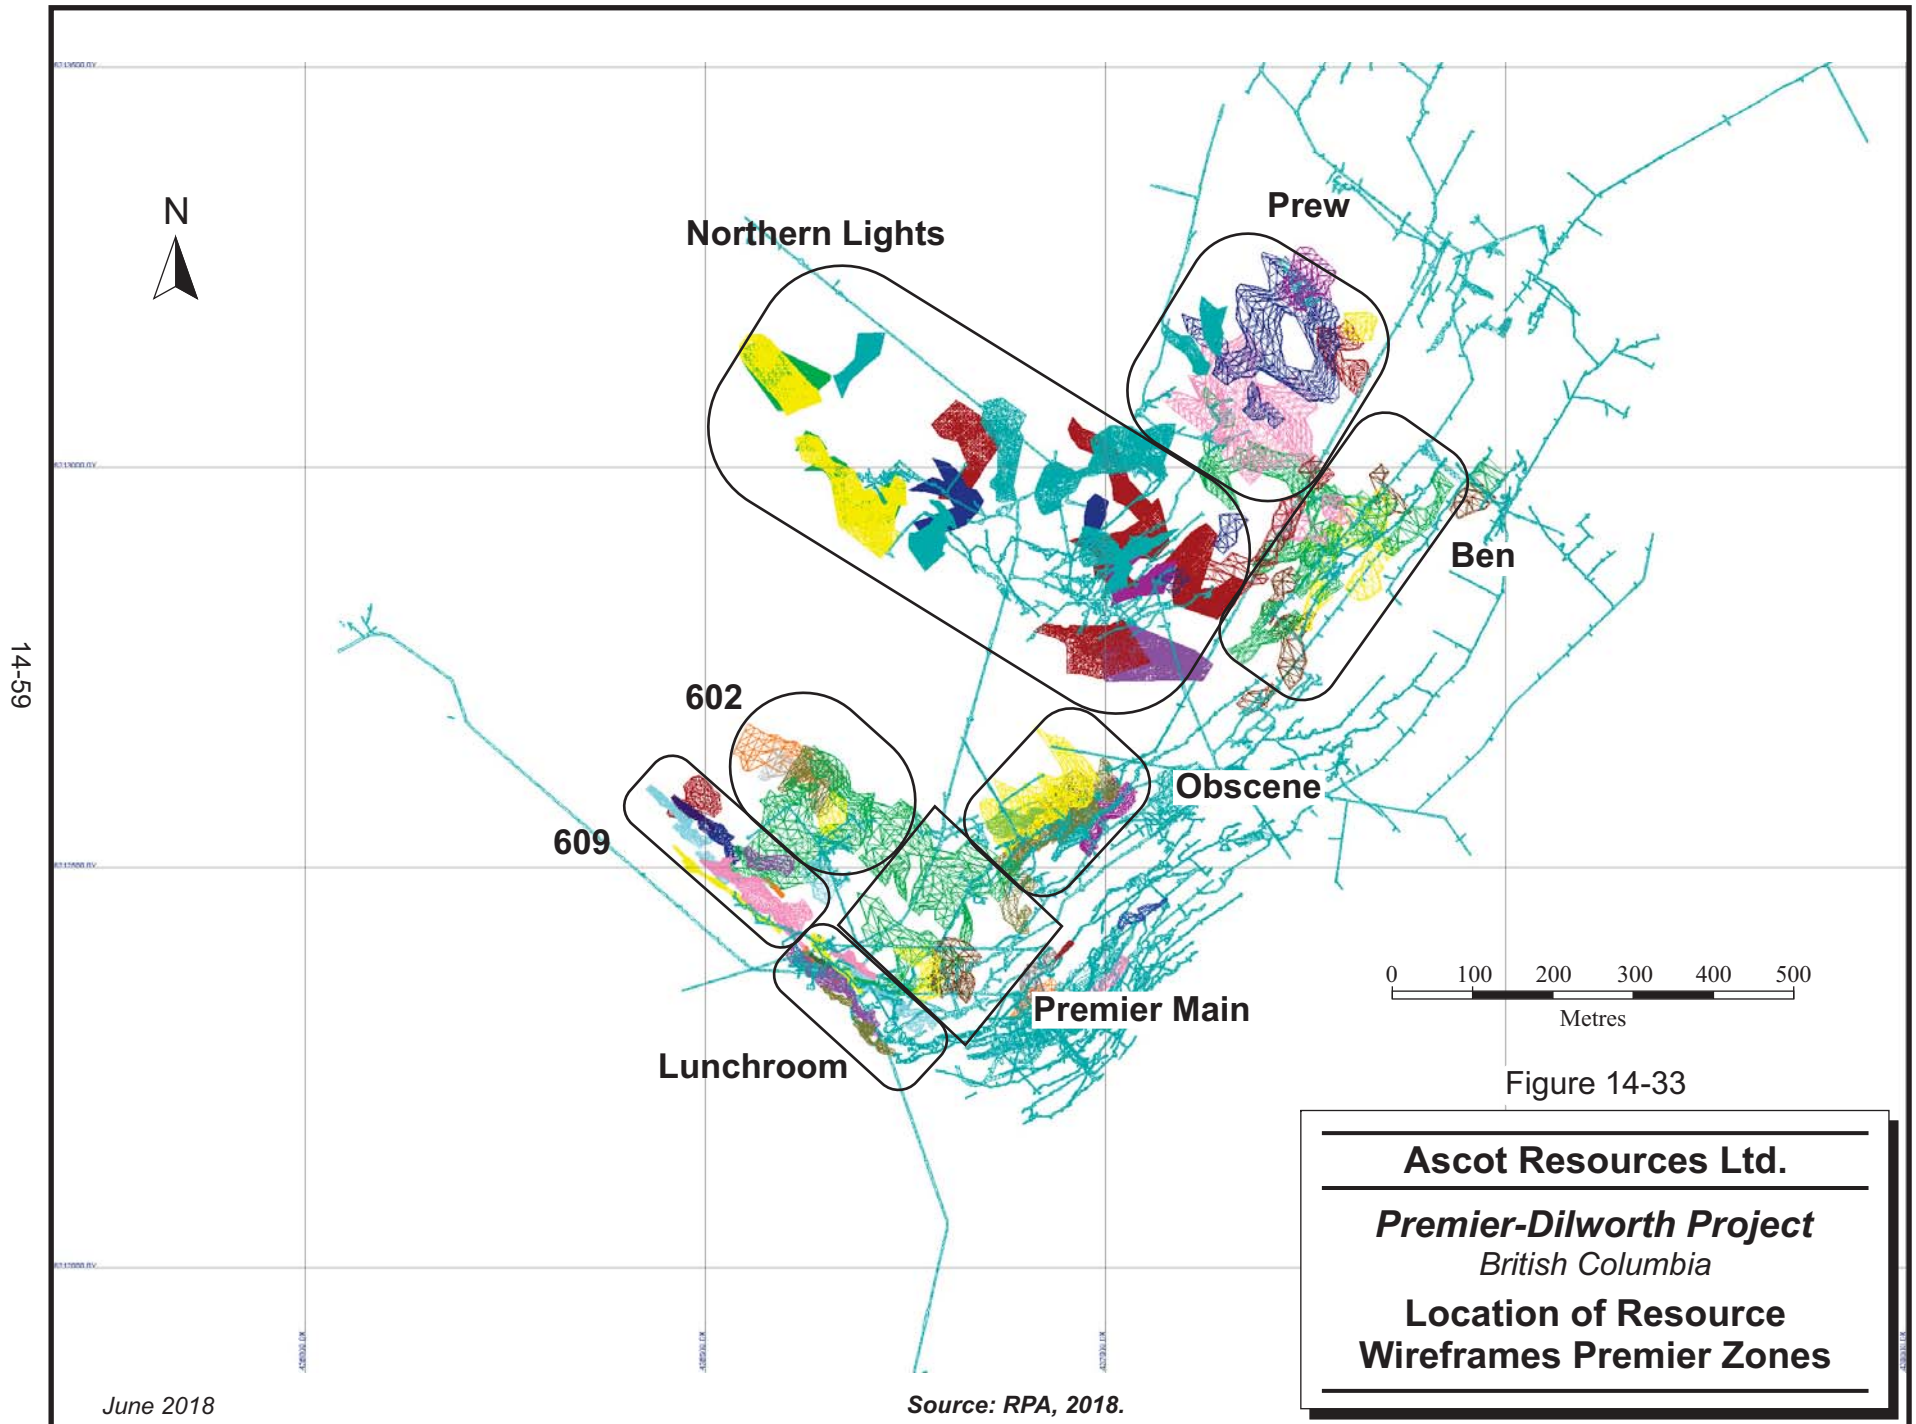 Prew
N
Northern Lights
Ben
14-59
602
Obscene
609
0 100 200 300 400 500
Metres
Premier Main
Lunchroom
Figure 14-33
Ascot Resources Ltd.
Premier-Dilworth Project
British Columbia
Location of Resource
Wireframes Premier Zones
June 2018
Source: RPA, 2018.